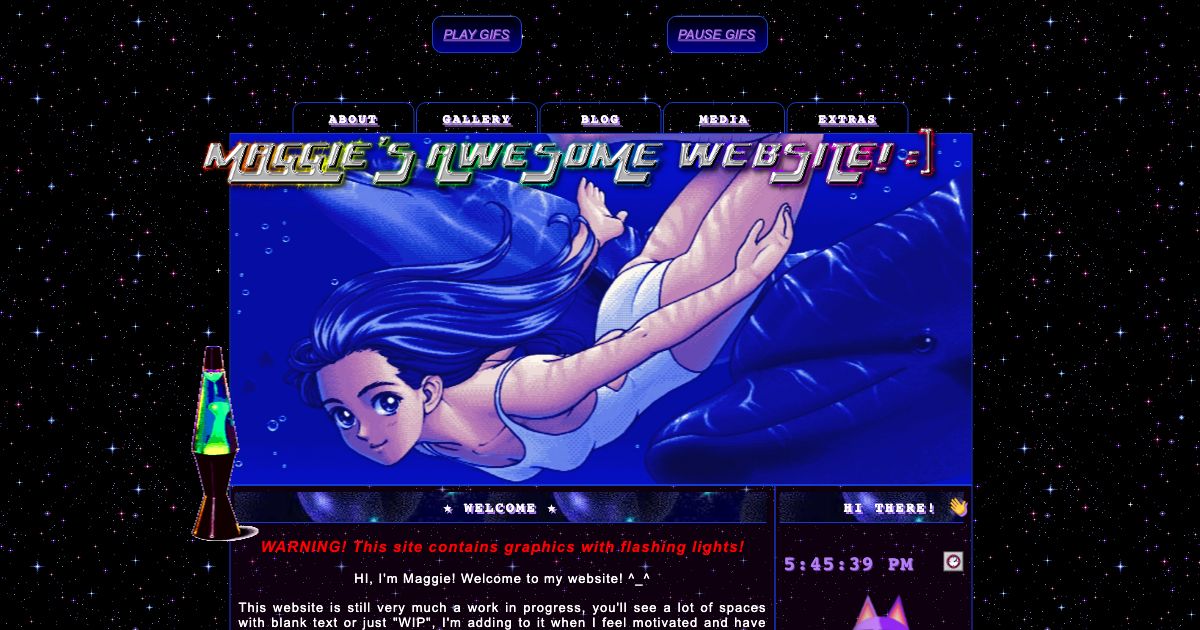 PLAY GIFS PAUSE GIFS
ABOUT GALLERY BLOG MEDIA EXTRAS
MAGGIE'S AWESOME WEBSITE! :]
★ WELCOME ★
HI THERE! 👋
WARNING! This site contains graphics with flashing lights!
5:45:39 PM
HI, I'm Maggie! Welcome to my website! ^_^
This website is still very much a work in progress, you'll see a lot of spaces
with blank text or just "WIP", I'm adding to it when I feel motivated and have